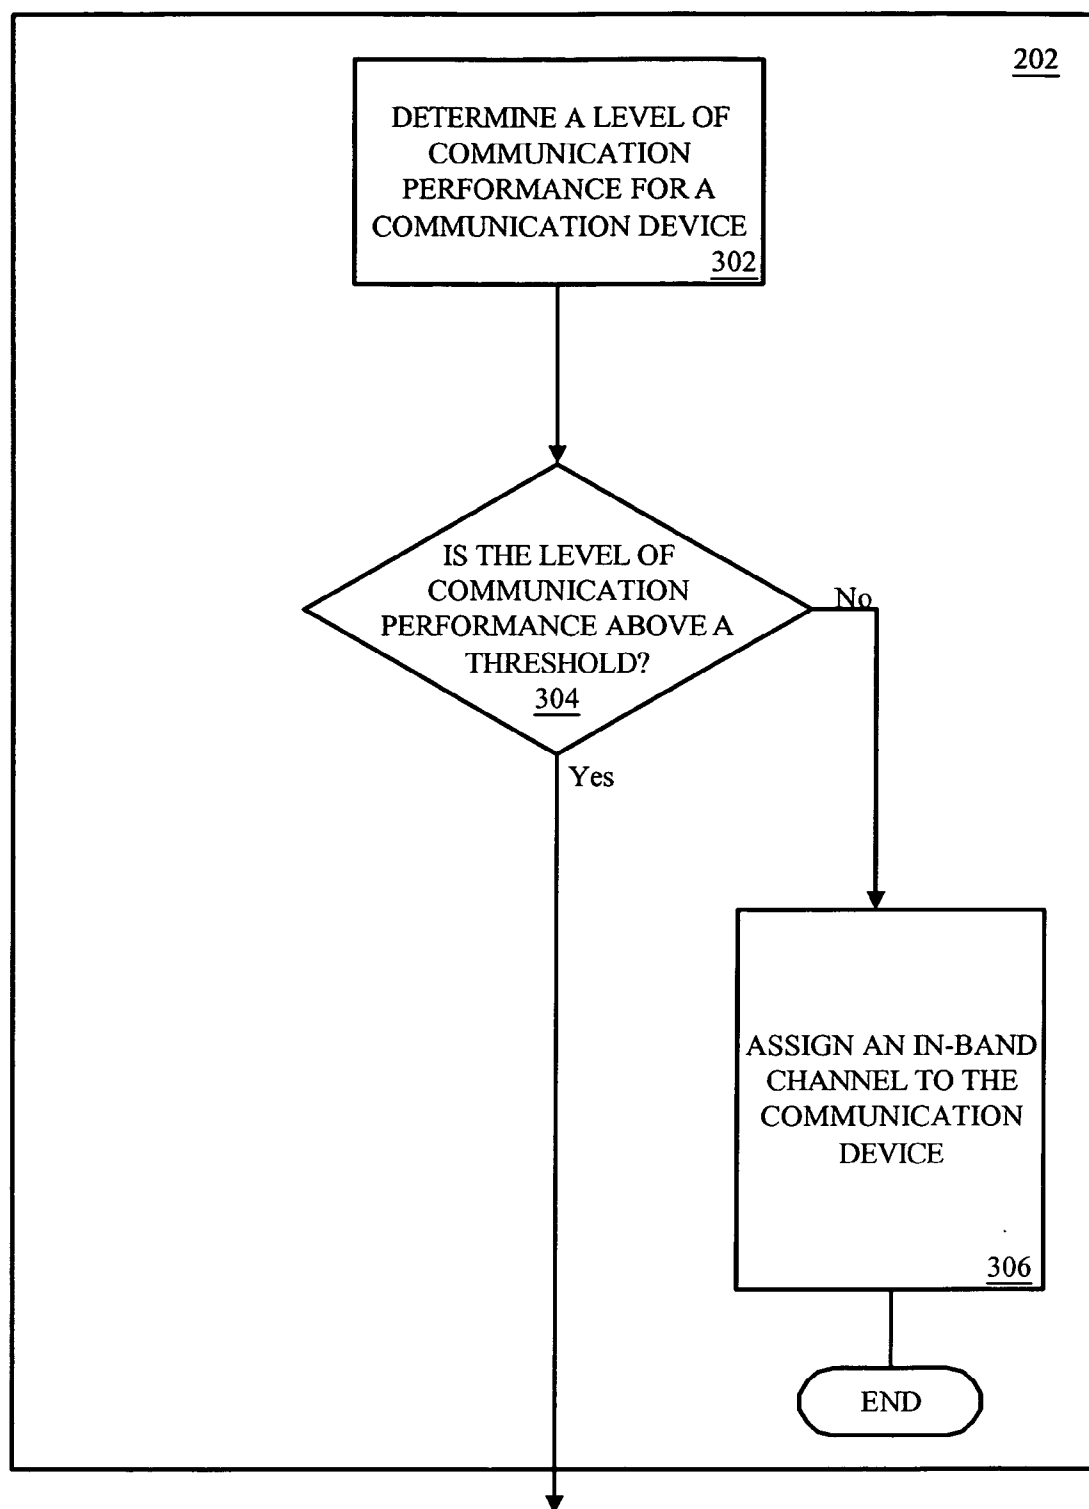 202
DETERMINE A LEVEL OF
COMMUNICATION
PERFORMANCE FOR A
COMMUNICATION DEVICE
302
IS THE LEVEL OF
COMMUNICATION
PERFORMANCE ABOVE A
THRESHOLD?
304
No
Yes
ASSIGN AN IN-BAND
CHANNEL TO THE
COMMUNICATION
DEVICE
306
END